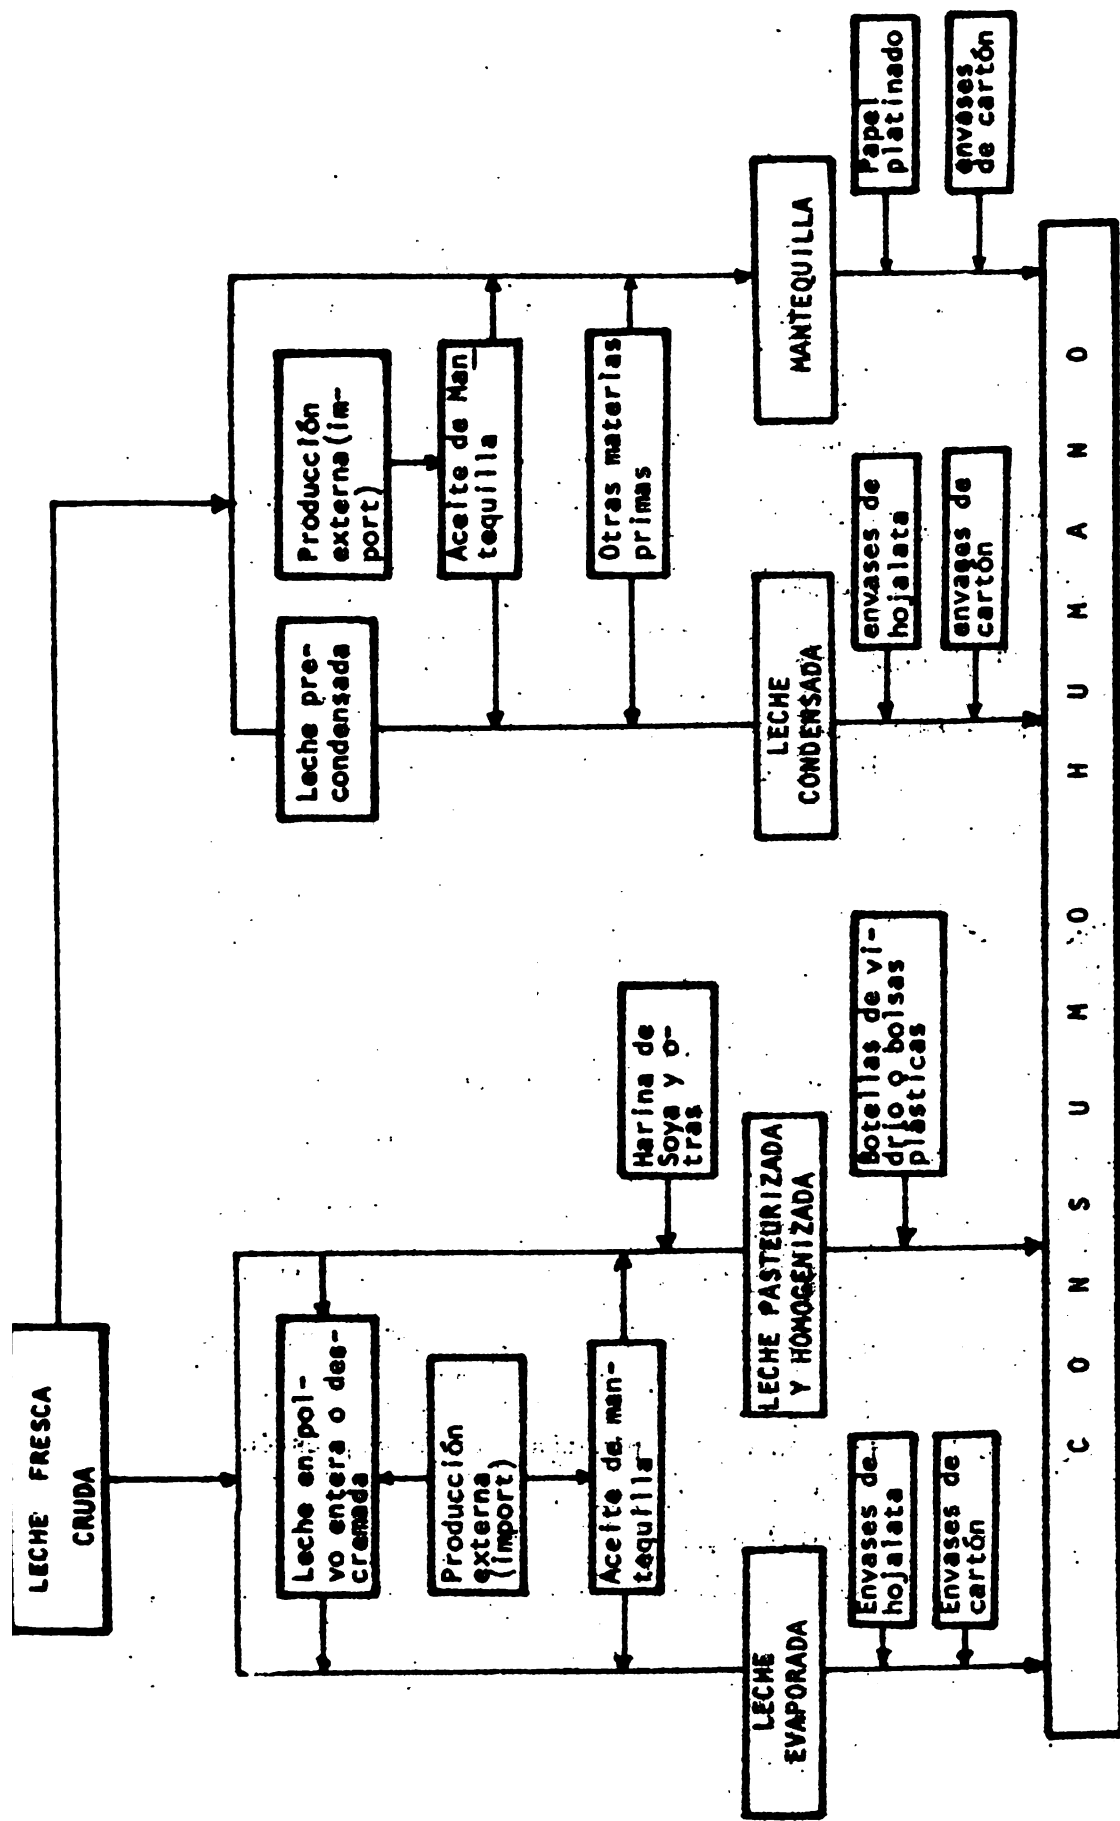 LECHE FRESCA
CRUDA
Leche en pol-
vo entera o des-
cremada
Producción
externa
(import)
Aceite de man-
tequilla
Harina de
Soya y o-
tras
LECHE
EVAPORADA
LECHE PASTEURIZADA
Y HOMOGENIZADA
Envases de
hojalata
Envases de
cartón
Botellas de vi-
drio o bolsas
plásticas
Leche pre-
condensada
Producción
externa(im-
port)
Aceite de Man
tequilla
Otras materias
primas
LECHE
CONDENSADA
MANTEQUILLA
envases de
hojalata
envases de
cartón
Papel
platinado
envases
de cartón
CONSUMO HUMANO